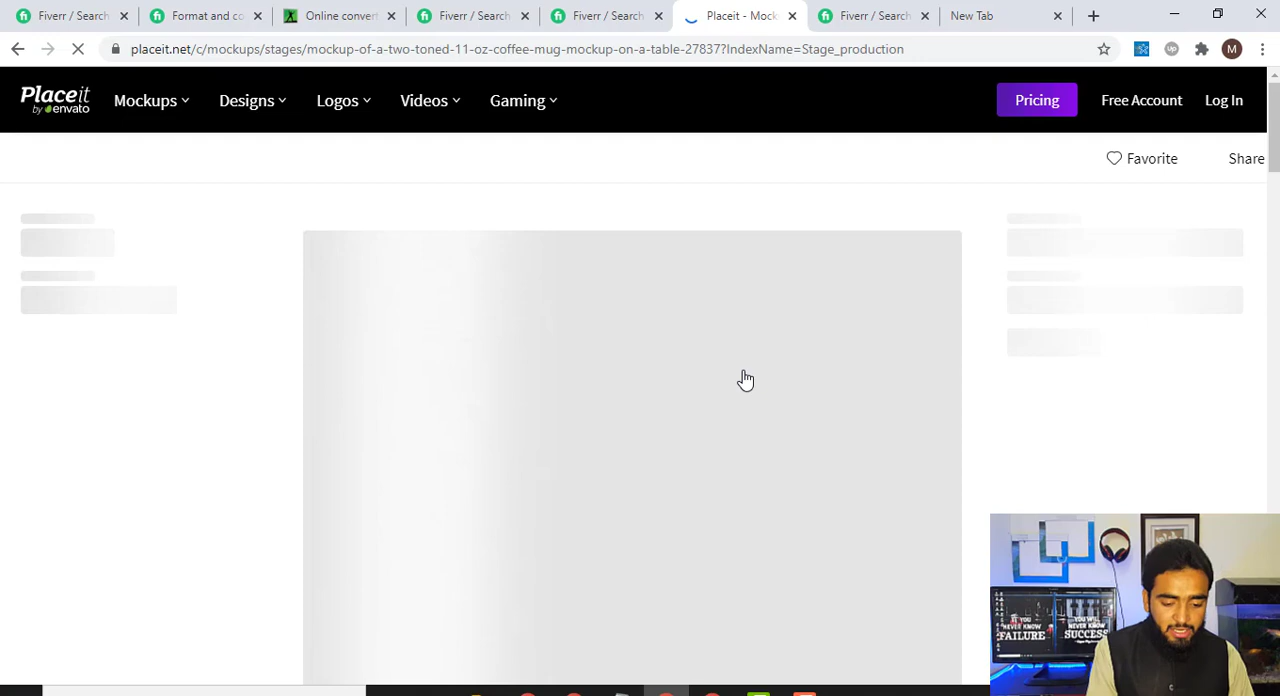 Fiverr / Search
Format and co
Online convert
Fiverr / Search
Fiverr / Search
Placeit - Mock
Fiverr / Search
New Tab
placeit.net/c/mockups/stages/mockup-of-a-two-toned-11-oz-coffee-mug-mockup-on-a-table-27837?IndexName=Stage_production
M
Placeit
by envato
Mockups
Designs
Logos
Videos
Gaming
Pricing
Free Account
Log In
Favorite
Share
FAILURE
SUCCESS